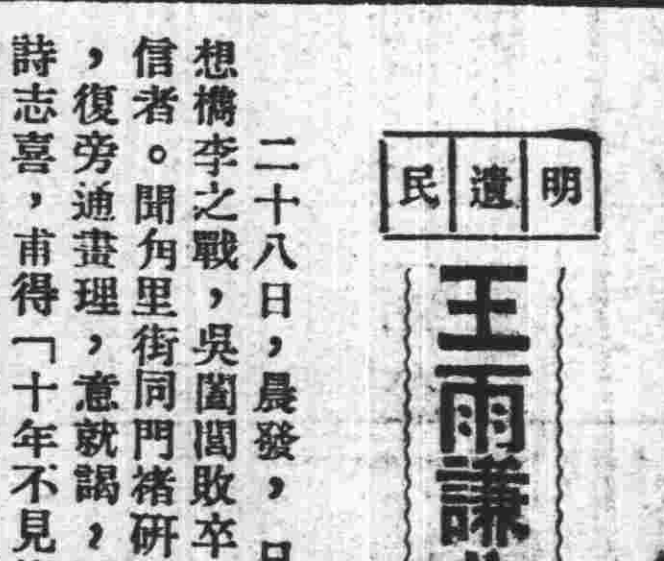 明遺民
王雨謙
二十八日，晨發，
想檇李之戰，吳闔閭敗卒
信者。聞甪里街同門褚研
，復旁通畫理，意就謁，
詩志喜，甫得「十年不見